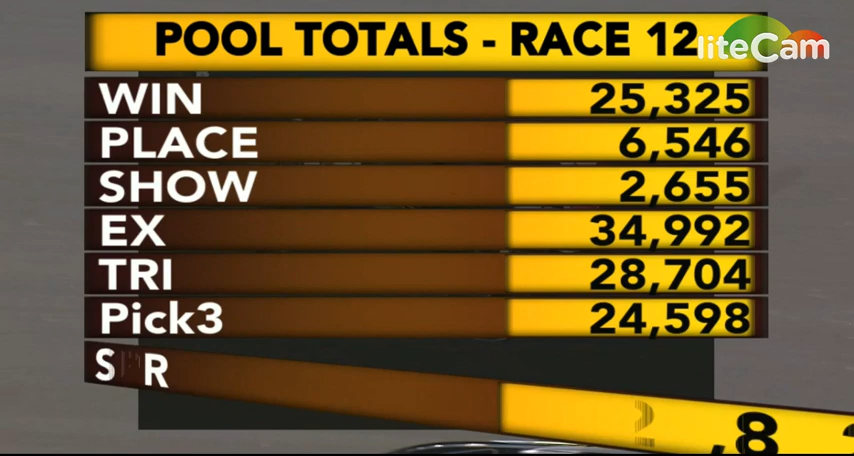 POOL TOTALS - RACE 12
liteCam
WIN 25,325
PLACE 6,546
SHOW 2,655
EX 34,992
TRI 28,704
Pick3 24,598